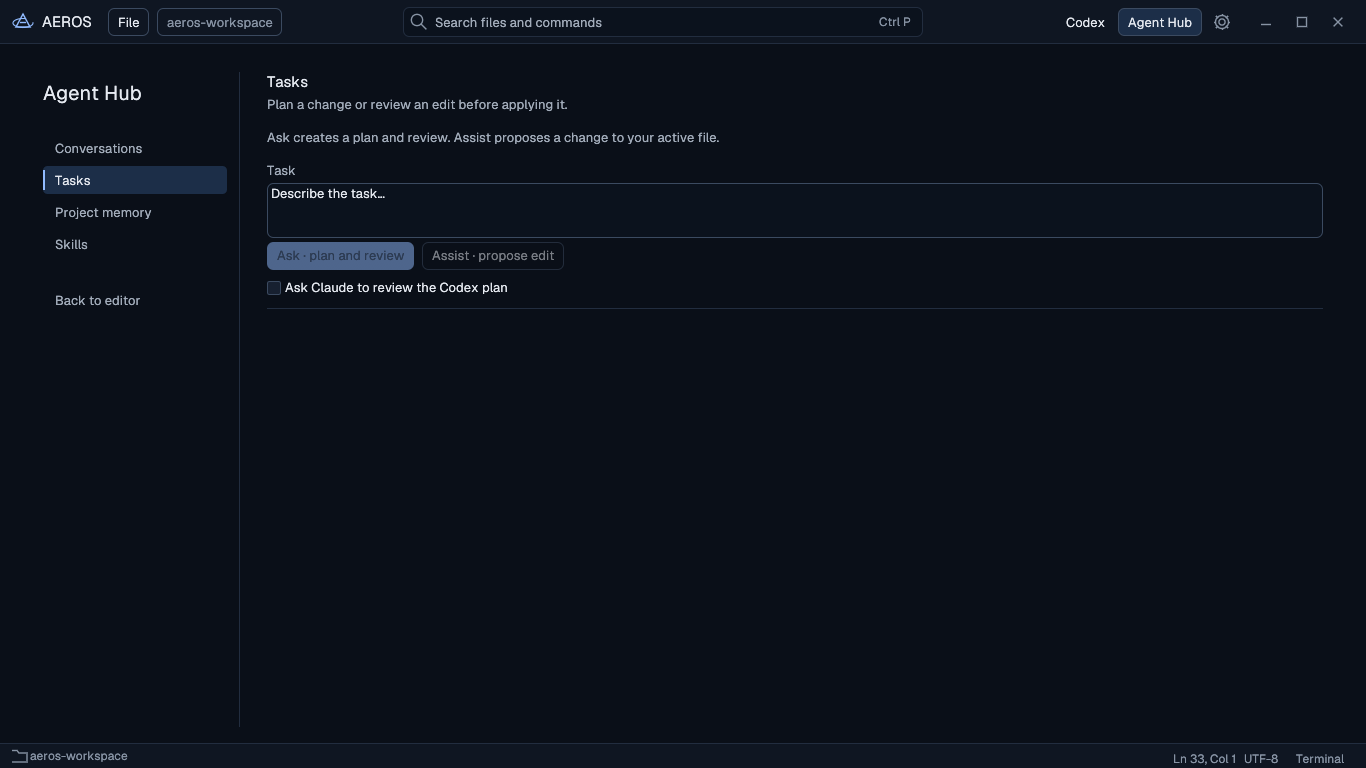 AEROS File aeros-workspace Search files and commands Ctrl P Codex Agent Hub
Agent Hub
Conversations
Tasks
Project memory
Skills
Back to editor
Tasks
Plan a change or review an edit before applying it.
Ask creates a plan and review. Assist proposes a change to your active file.
Task
Describe the task…
Ask · plan and review Assist · propose edit
Ask Claude to review the Codex plan
aeros-workspace Ln 33, Col 1 UTF-8 Terminal